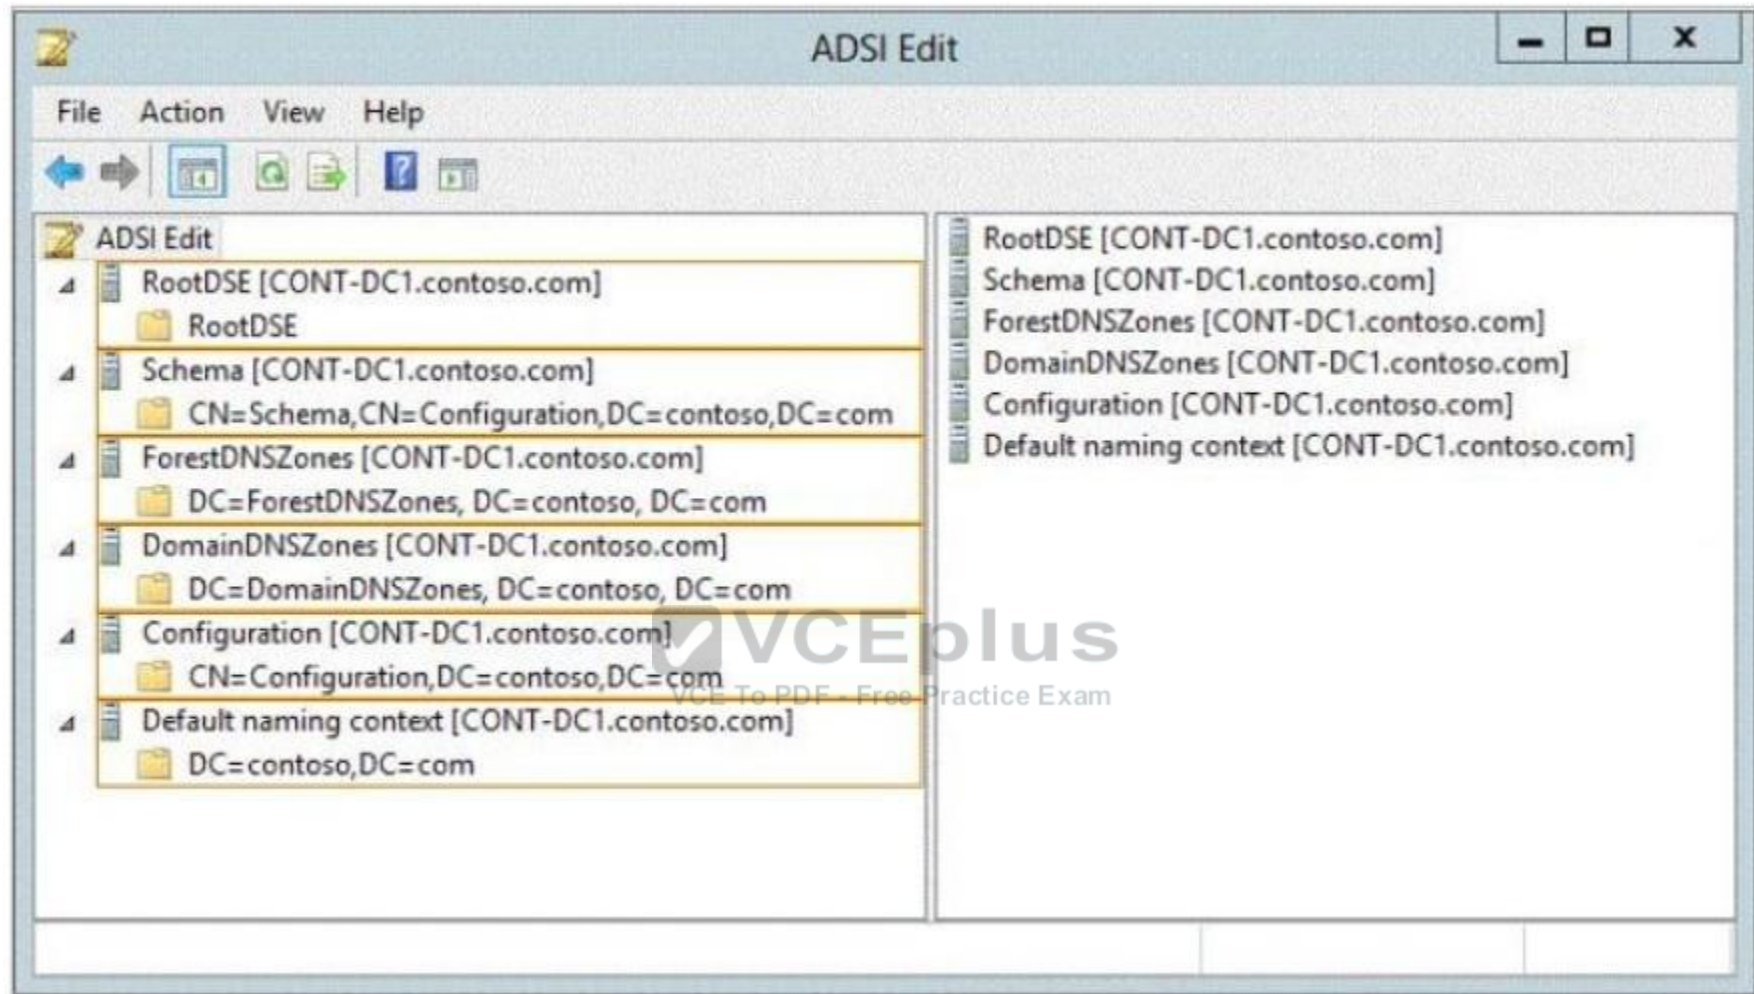 ADSI Edit
File Action View Help
ADSI Edit
RootDSE [CONT-DC1.contoso.com]
RootDSE
Schema [CONT-DC1.contoso.com]
CN=Schema,CN=Configuration,DC=contoso,DC=com
ForestDNSZones [CONT-DC1.contoso.com]
DC=ForestDNSZones, DC=contoso, DC=com
DomainDNSZones [CONT-DC1.contoso.com]
DC=DomainDNSZones, DC=contoso, DC=com
Configuration [CONT-DC1.contoso.com]
CN=Configuration,DC=contoso,DC=com
Default naming context [CONT-DC1.contoso.com]
DC=contoso,DC=com
RootDSE [CONT-DC1.contoso.com]
Schema [CONT-DC1.contoso.com]
ForestDNSZones [CONT-DC1.contoso.com]
DomainDNSZones [CONT-DC1.contoso.com]
Configuration [CONT-DC1.contoso.com]
Default naming context [CONT-DC1.contoso.com]
VCEplus
VCE To PDF - Free Practice Exam